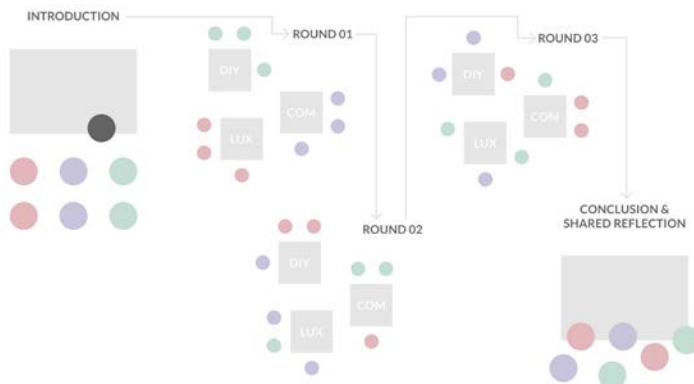 INTRODUCTION
ROUND 01
DIY
COM
LUX
ROUND 02
DIY
COM
LUX
ROUND 03
DIY
COM
LUX
CONCLUSION &
SHARED REFLECTION